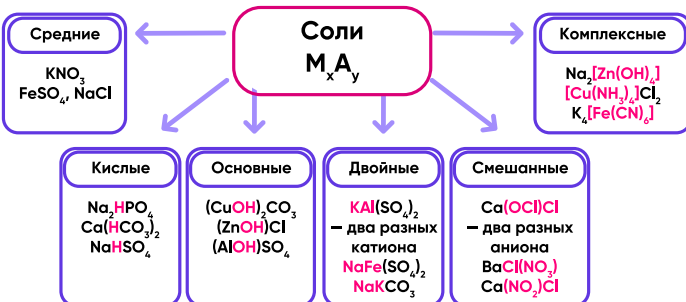 Соли
MₓAᵧ
Средние
KNO₃
FeSO₄, NaCl
Комплексные
Na₂[Zn(OH)₄]
[Cu(NH₃)₄]Cl₂
K₄[Fe(CN)₆]
Кислые
Na₂HPO₄
Ca(HCO₃)₂
NaHSO₄
Основные
(CuOH)₂CO₃
(ZnOH)Cl
(AlOH)SO₄
Двойные
KAl(SO₄)₂
— два разных
катиона
NaFe(SO₄)₂
NaKCO₃
Смешанные
Ca(OCl)Cl
— два разных
аниона
BaCl(NO₃)
Ca(NO₂)Cl